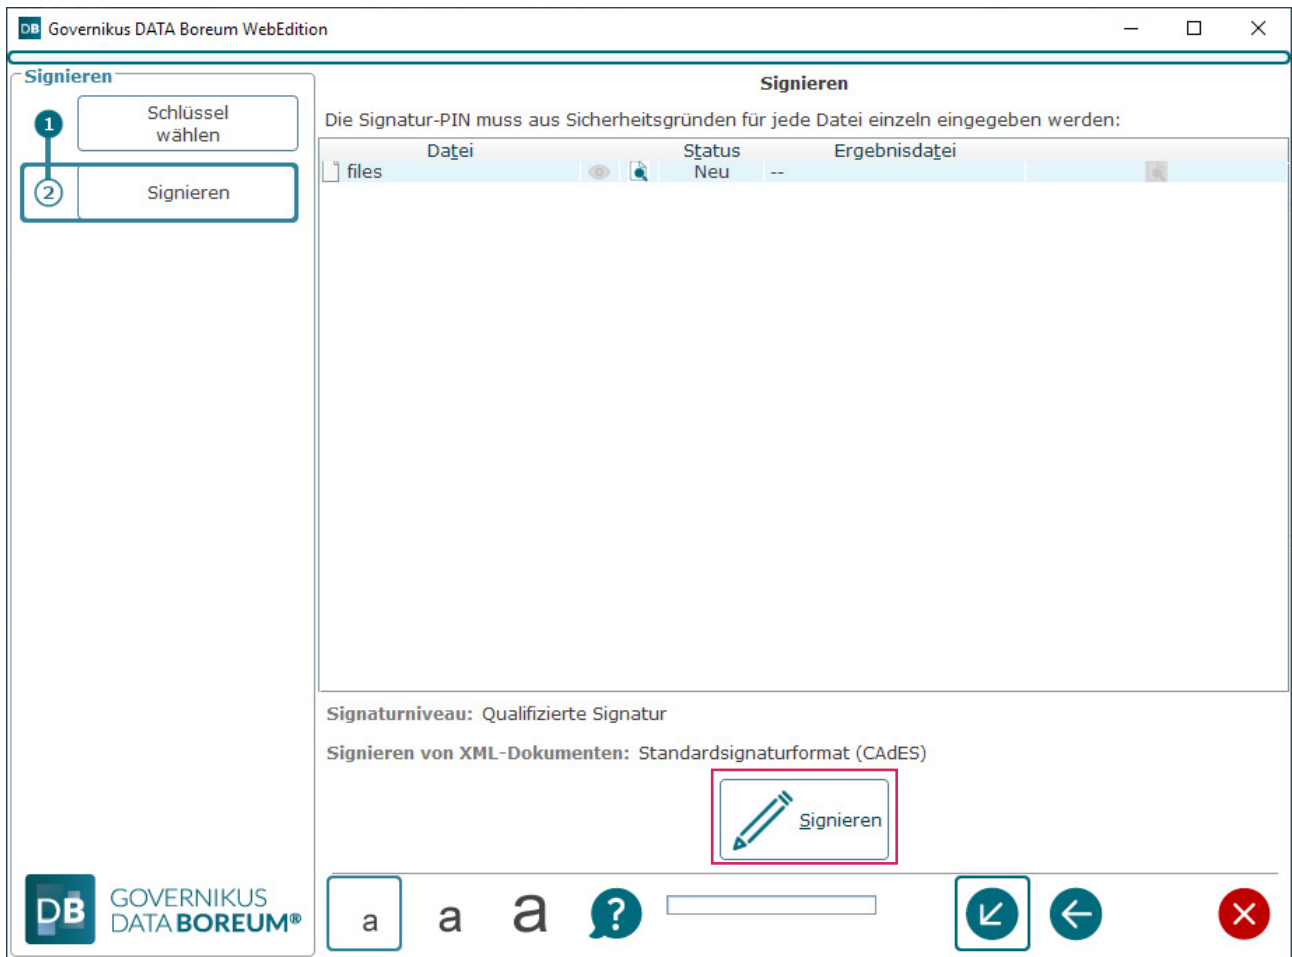 DB Governikus DATA Boreum WebEdition
Signieren
1 Schlüssel
wählen
2 Signieren
Signieren
Die Signatur-PIN muss aus Sicherheitsgründen für jede Datei einzeln eingegeben werden:
Datei Status Ergebnisdatei
files Neu --
Signaturniveau: Qualifizierte Signatur
Signieren von XML-Dokumenten: Standardsignaturformat (CAdES)
Signieren
DB GOVERNIKUS
DATA BOREUM®
a a a ?